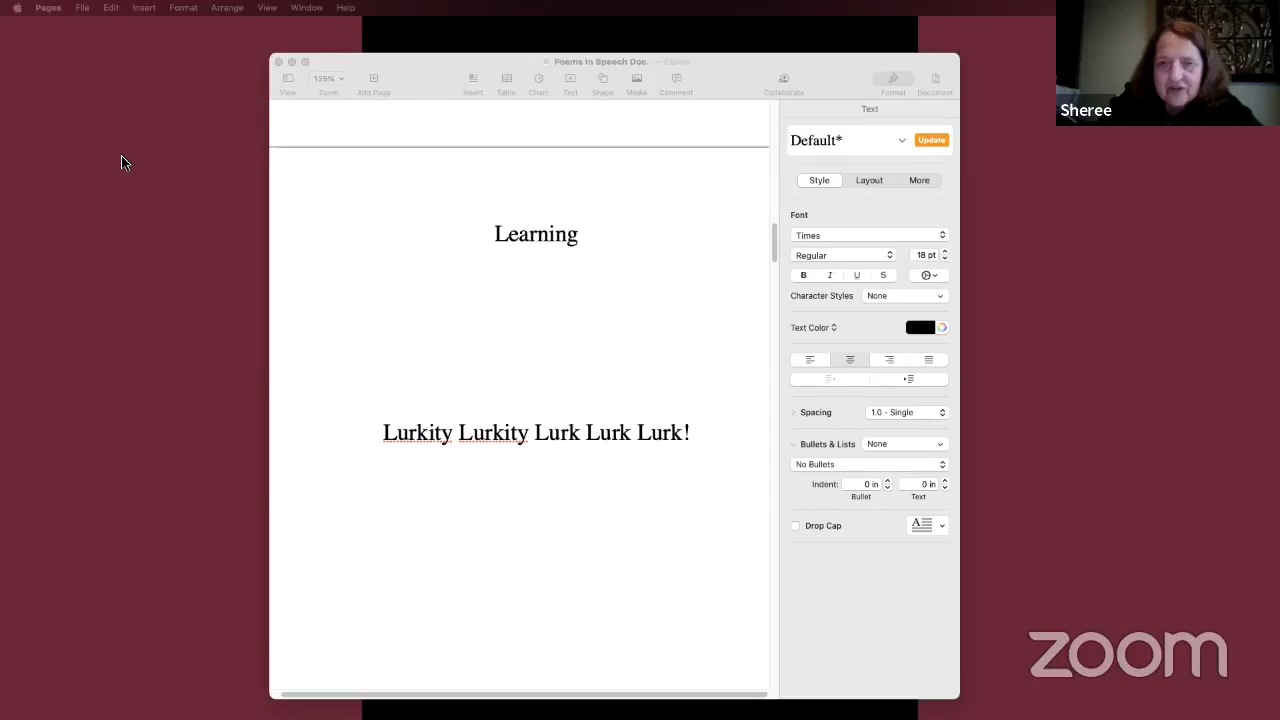 Pages File Edit Insert Format Arrange View Window Help
Poems In Speech Doc.
125%
View Zoom Add Page Insert Table Chart Text Shape Media Comment Collaborate Format Document
Text
Default*
Update
Style Layout More
Font
Times
Regular 18 pt
B I U S
Character Styles None
Text Color
Spacing 1.0 - Single
Bullets & Lists None
No Bullets
Indent: 0 in 0 in
Bullet Text
Drop Cap
A
Learning
Lurkity Lurkity Lurk Lurk Lurk!
Sheree
zoom